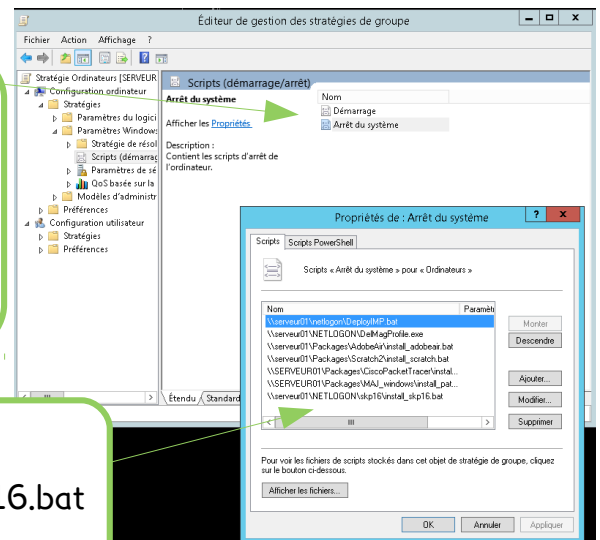 Éditeur de gestion des stratégies de groupe
Fichier Action Affichage ?
Stratégie Ordinateurs [SERVEUR
Configuration ordinateur
Stratégies
Paramètres du logici
Paramètres Windows
Stratégie de résol
Scripts (démarrag
Paramètres de sé
QoS basée sur la
Modèles d'administr
Préférences
Configuration utilisateur
Stratégies
Préférences
Scripts (démarrage/arrêt)
Arrêt du système
Afficher les Propriétés
Description :
Contient les scripts d'arrêt de
l'ordinateur.
Nom
Démarrage
Arrêt du système
Étendu Standard
Propriétés de : Arrêt du système
Scripts Scripts PowerShell
Scripts « Arrêt du système » pour « Ordinateurs »
Nom Paramèt
\\serveur01\netlogon\DeployIMP.bat
\\serveur01\NETLOGON\DelMagProfile.exe
\\serveur01\Packages\AdobeAir\install_adobeair.bat
\\serveur01\Packages\Scratch2\install_scratch.bat
\\SERVEUR01\Packages\CiscoPacketTracer\instal...
\\SERVEUR01\Packages\MAJ_windows\install_pat...
\\serveur01\NETLOGON\skp16\install_skp16.bat
Monter
Descendre
Ajouter...
Modifier...
Supprimer
Pour voir les fichiers de scripts stockés dans cet objet de stratégie de groupe, cliquez
sur le bouton ci-dessous.
Afficher les fichiers...
OK Annuler Appliquer
16.bat